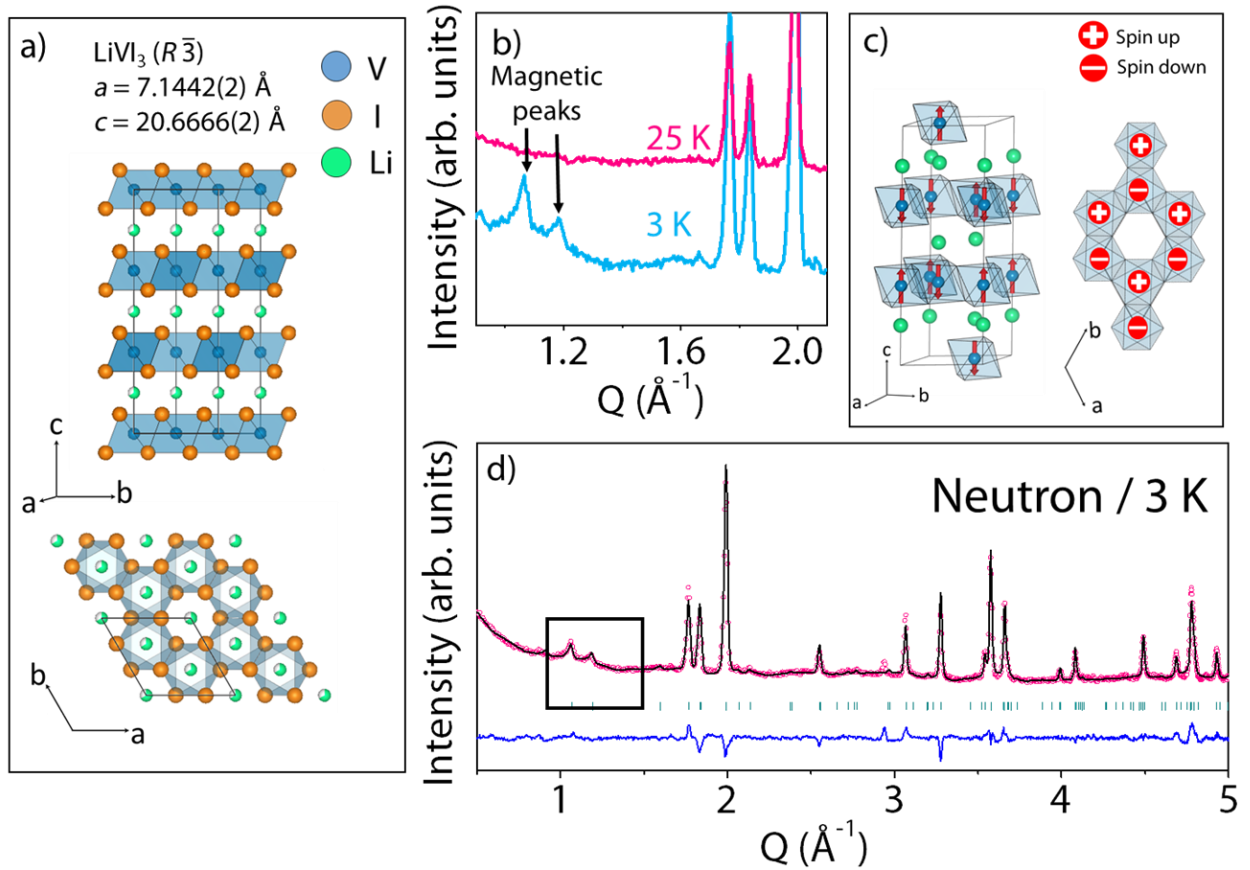 a)
LiVI₃ (R3̅)
a = 7.1442(2) Å
c = 20.6666(2) Å
V
I
Li
c
b
a
b
a
b)
Intensity (arb. units)
Magnetic
peaks
25 K
3 K
1.2
1.6
2.0
Q (Å⁻¹)
c)
Spin up
Spin down
c
a
b
b
a
d)
Intensity (arb. units)
Neutron / 3 K
1
2
3
4
5
Q (Å⁻¹)